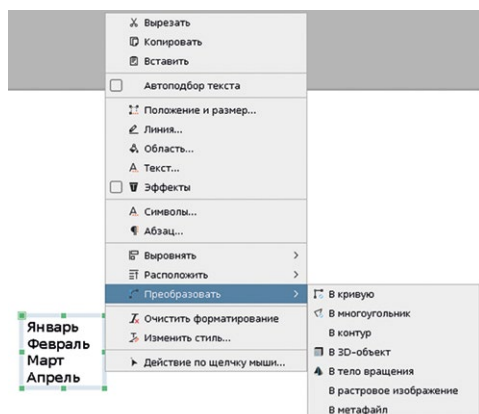 Вырезать
Копировать
Вставить
Автоподбор текста
Положение и размер...
Линия...
Область...
Текст...
Эффекты
Символы...
Абзац...
Выровнять
Расположить
Преобразовать
Очистить форматирование
Изменить стиль...
Действие по щелчку мыши...
В кривую
В многоугольник
В контур
В 3D-объект
В тело вращения
В растровое изображение
В метафайл
Январь
Февраль
Март
Апрель